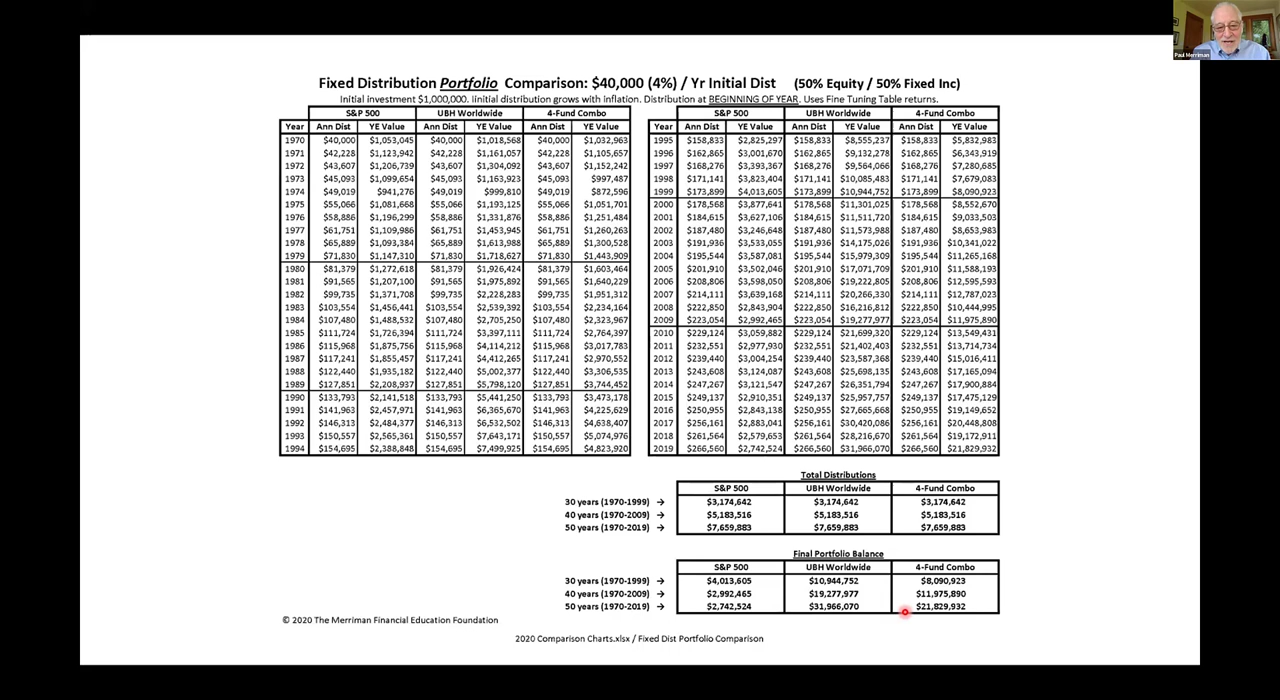 Paul Merriman
Fixed Distribution Portfolio Comparison: $40,000 (4%) / Yr Initial Dist (50% Equity / 50% Fixed Inc)
Initial investment $1,000,000. Iinitial distribution grows with inflation. Distribution at BEGINNING OF YEAR. Uses Fine Tuning Table returns.
S&P 500 UBH Worldwide 4-Fund Combo
Year Ann Dist YE Value Ann Dist YE Value Ann Dist YE Value
1970 $40,000 $1,053,045 $40,000 $1,018,568 $40,000 $1,032,963
1971 $42,228 $1,123,942 $42,228 $1,161,057 $42,228 $1,105,657
1972 $43,607 $1,206,739 $43,607 $1,304,092 $43,607 $1,152,242
1973 $45,093 $1,099,654 $45,093 $1,163,923 $45,093 $997,487
1974 $49,019 $941,276 $49,019 $999,810 $49,019 $872,596
1975 $55,066 $1,081,668 $55,066 $1,193,125 $55,066 $1,051,701
1976 $58,886 $1,196,299 $58,886 $1,331,876 $58,886 $1,251,484
1977 $61,751 $1,109,986 $61,751 $1,453,945 $61,751 $1,260,263
1978 $65,889 $1,093,384 $65,889 $1,613,988 $65,889 $1,300,528
1979 $71,830 $1,147,310 $71,830 $1,718,627 $71,830 $1,443,909
1980 $81,379 $1,272,618 $81,379 $1,926,424 $81,379 $1,603,464
1981 $91,565 $1,207,100 $91,565 $1,975,892 $91,565 $1,640,229
1982 $99,735 $1,371,708 $99,735 $2,228,283 $99,735 $1,951,312
1983 $103,554 $1,456,441 $103,554 $2,539,392 $103,554 $2,234,164
1984 $107,480 $1,488,532 $107,480 $2,705,250 $107,480 $2,323,967
1985 $111,724 $1,726,394 $111,724 $3,397,111 $111,724 $2,764,397
1986 $115,968 $1,875,756 $115,968 $4,114,212 $115,968 $3,017,783
1987 $117,241 $1,855,457 $117,241 $4,412,265 $117,241 $2,970,552
1988 $122,440 $1,935,182 $122,440 $5,002,377 $122,440 $3,306,535
1989 $127,851 $2,208,937 $127,851 $5,798,120 $127,851 $3,744,452
1990 $133,793 $2,141,518 $133,793 $5,441,250 $133,793 $3,473,178
1991 $141,963 $2,457,971 $141,963 $6,365,670 $141,963 $4,225,629
1992 $146,313 $2,484,377 $146,313 $6,532,502 $146,313 $4,638,407
1993 $150,557 $2,565,361 $150,557 $7,643,171 $150,557 $5,074,976
1994 $154,695 $2,388,848 $154,695 $7,499,925 $154,695 $4,823,920
S&P 500 UBH Worldwide 4-Fund Combo
Year Ann Dist YE Value Ann Dist YE Value Ann Dist YE Value
1995 $158,833 $2,825,297 $158,833 $8,555,237 $158,833 $5,832,983
1996 $162,865 $3,001,670 $162,865 $9,132,278 $162,865 $6,343,919
1997 $168,276 $3,393,367 $168,276 $9,564,066 $168,276 $7,280,685
1998 $171,141 $3,823,404 $171,141 $10,085,483 $171,141 $7,679,083
1999 $173,899 $4,013,605 $173,899 $10,944,752 $173,899 $8,090,923
2000 $178,568 $3,877,641 $178,568 $11,301,025 $178,568 $8,552,670
2001 $184,615 $3,627,106 $184,615 $11,511,720 $184,615 $9,033,503
2002 $187,480 $3,246,648 $187,480 $11,573,988 $187,480 $8,653,983
2003 $191,936 $3,533,055 $191,936 $14,175,026 $191,936 $10,341,022
2004 $195,544 $3,587,081 $195,544 $15,979,309 $195,544 $11,265,168
2005 $201,910 $3,502,046 $201,910 $17,071,709 $201,910 $11,588,193
2006 $208,806 $3,598,050 $208,806 $19,222,805 $208,806 $12,595,593
2007 $214,111 $3,639,168 $214,111 $20,266,330 $214,111 $12,787,023
2008 $222,850 $2,843,904 $222,850 $16,216,812 $222,850 $10,444,995
2009 $223,054 $2,992,465 $223,054 $19,277,977 $223,054 $11,975,890
2010 $229,124 $3,059,882 $229,124 $21,699,320 $229,124 $13,549,431
2011 $232,551 $2,977,930 $232,551 $21,402,403 $232,551 $13,714,734
2012 $239,440 $3,004,254 $239,440 $23,587,368 $239,440 $15,016,411
2013 $243,608 $3,124,087 $243,608 $25,698,135 $243,608 $17,165,094
2014 $247,267 $3,121,547 $247,267 $26,351,794 $247,267 $17,900,884
2015 $249,137 $2,910,351 $249,137 $25,957,757 $249,137 $17,475,129
2016 $250,955 $2,843,138 $250,955 $27,665,668 $250,955 $19,149,652
2017 $256,161 $2,883,041 $256,161 $30,420,086 $256,161 $20,448,808
2018 $261,564 $2,579,653 $261,564 $28,216,670 $261,564 $19,172,911
2019 $266,560 $2,742,524 $266,560 $31,966,070 $266,560 $21,829,932
Total Distributions
S&P 500 UBH Worldwide 4-Fund Combo
30 years (1970-1999) → $3,174,642 $3,174,642 $3,174,642
40 years (1970-2009) → $5,183,516 $5,183,516 $5,183,516
50 years (1970-2019) → $7,659,883 $7,659,883 $7,659,883
Final Portfolio Balance
S&P 500 UBH Worldwide 4-Fund Combo
30 years (1970-1999) → $4,013,605 $10,944,752 $8,090,923
40 years (1970-2009) → $2,992,465 $19,277,977 $11,975,890
50 years (1970-2019) → $2,742,524 $31,966,070 $21,829,932
© 2020 The Merriman Financial Education Foundation
2020 Comparison Charts.xlsx / Fixed Dist Portfolio Comparison